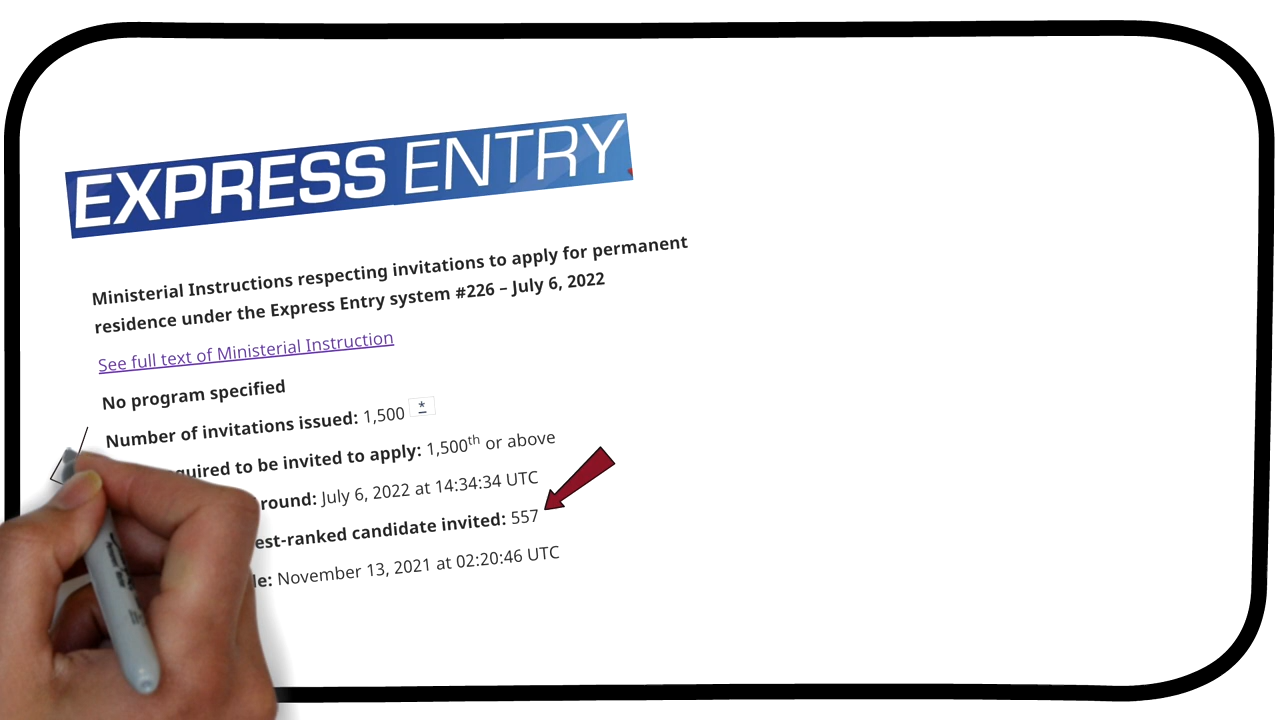 EXPRESS ENTRY
Ministerial Instructions respecting invitations to apply for permanent
residence under the Express Entry system #226 – July 6, 2022
See full text of Ministerial Instruction
No program specified
Number of invitations issued: 1,500 *
to be invited to apply: 1,500th or above
round: July 6, 2022 at 14:34:34 UTC
candidate invited: 557
November 13, 2021 at 02:20:46 UTC